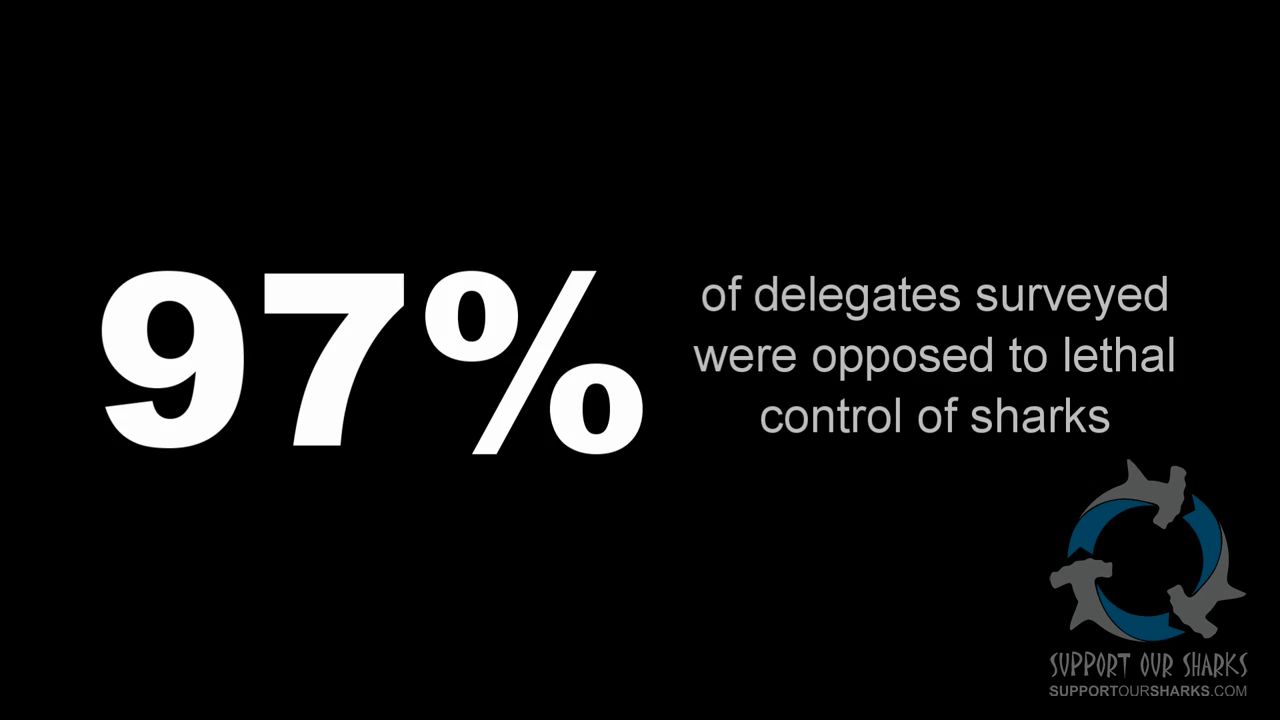 97%
of delegates surveyed
were opposed to lethal
control of sharks
SUPPORT OUR SHARKS
SUPPORTOURSHARKS.COM